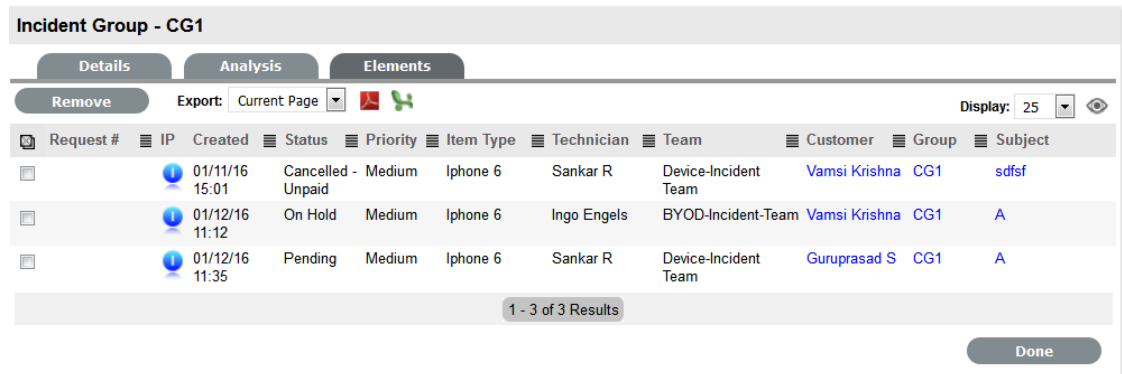 Incident Group - CG1
Details Analysis Elements
Remove Export: Current Page Display: 25
Request # IP Created Status Priority Item Type Technician Team Customer Group Subject
01/11/16 Cancelled - Medium Iphone 6 Sankar R Device-Incident Vamsi Krishna CG1 sdfsf
15:01 Unpaid Team
01/12/16 On Hold Medium Iphone 6 Ingo Engels BYOD-Incident-Team Vamsi Krishna CG1 A
11:12
01/12/16 Pending Medium Iphone 6 Sankar R Device-Incident Guruprasad S CG1 A
11:35 Team
1 - 3 of 3 Results
Done